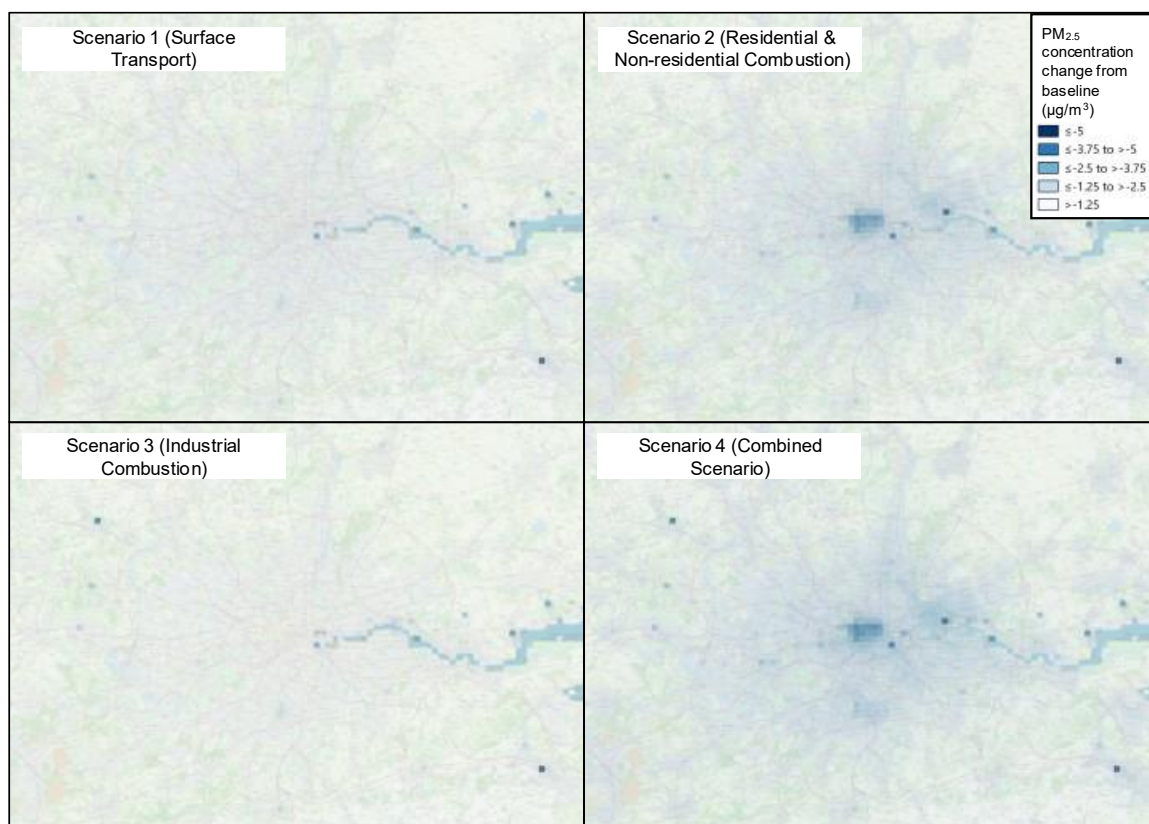 Scenario 1 (Surface
Transport)
Scenario 2 (Residential &
Non-residential Combustion)
PM₂.₅
concentration
change from
baseline
(µg/m³)
≤-5
≤-3.75 to >-5
≤-2.5 to >-3.75
≤-1.25 to >-2.5
>-1.25
Scenario 3 (Industrial
Combustion)
Scenario 4 (Combined
Scenario)